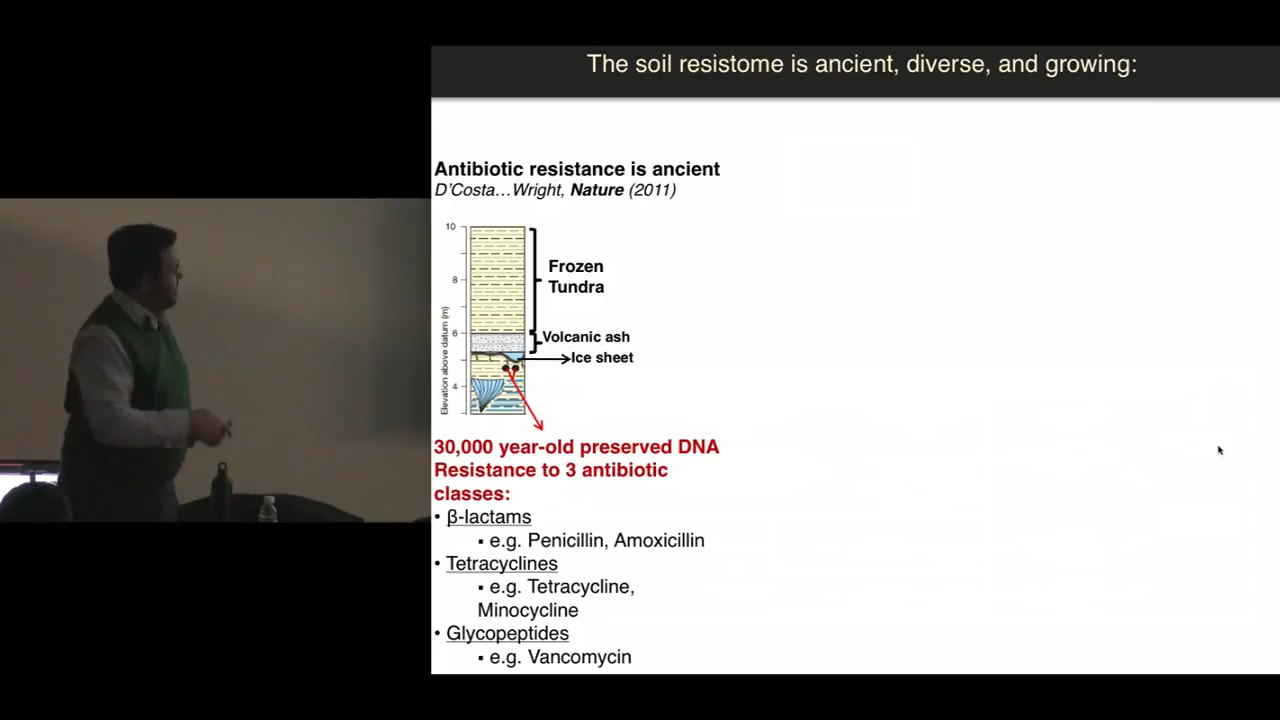 The soil resistome is ancient, diverse, and growing:
Antibiotic resistance is ancient
D'Costa…Wright, Nature (2011)
10
8
6
4
Elevation above datum (m)
Frozen
Tundra
Volcanic ash
Ice sheet
30,000 year-old preserved DNA
Resistance to 3 antibiotic
classes:
• β-lactams
▪ e.g. Penicillin, Amoxicillin
• Tetracyclines
▪ e.g. Tetracycline,
Minocycline
• Glycopeptides
▪ e.g. Vancomycin